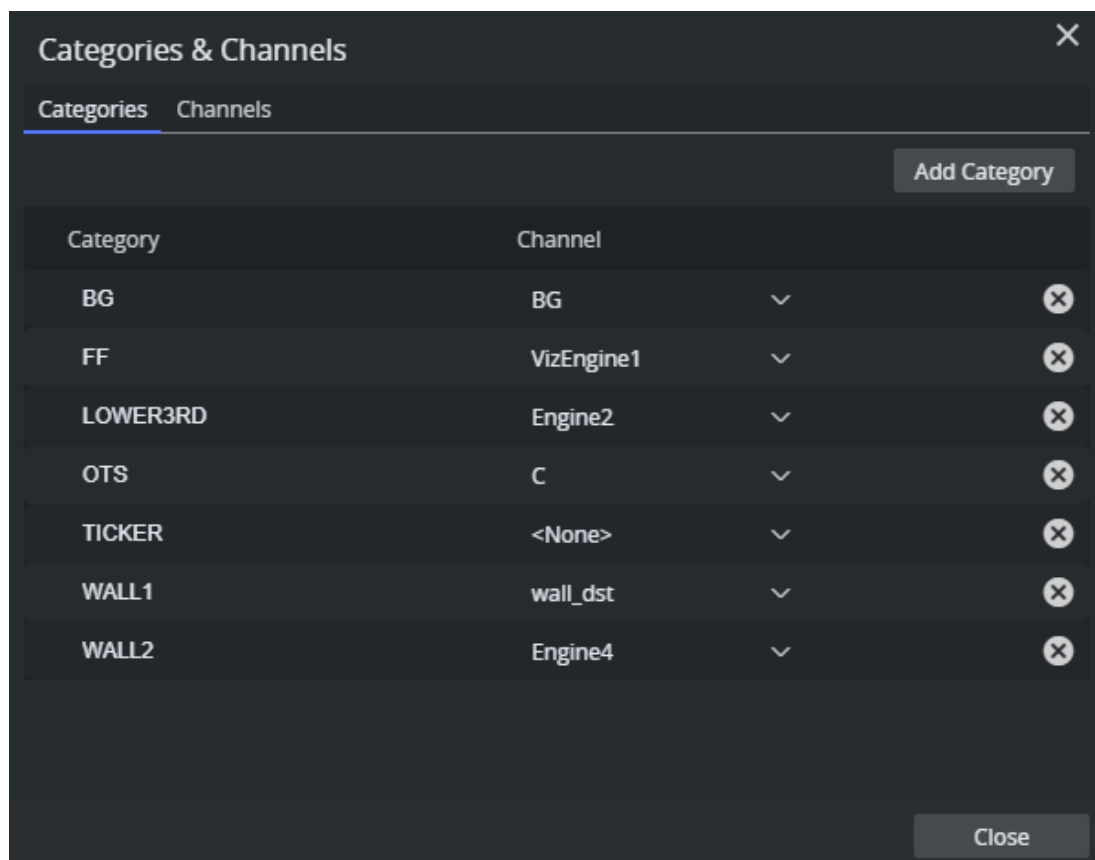 Categories & Channels
Categories Channels
Add Category
Category Channel
BG BG
FF VizEngine1
LOWER3RD Engine2
OTS C
TICKER <None>
WALL1 wall_dst
WALL2 Engine4
Close